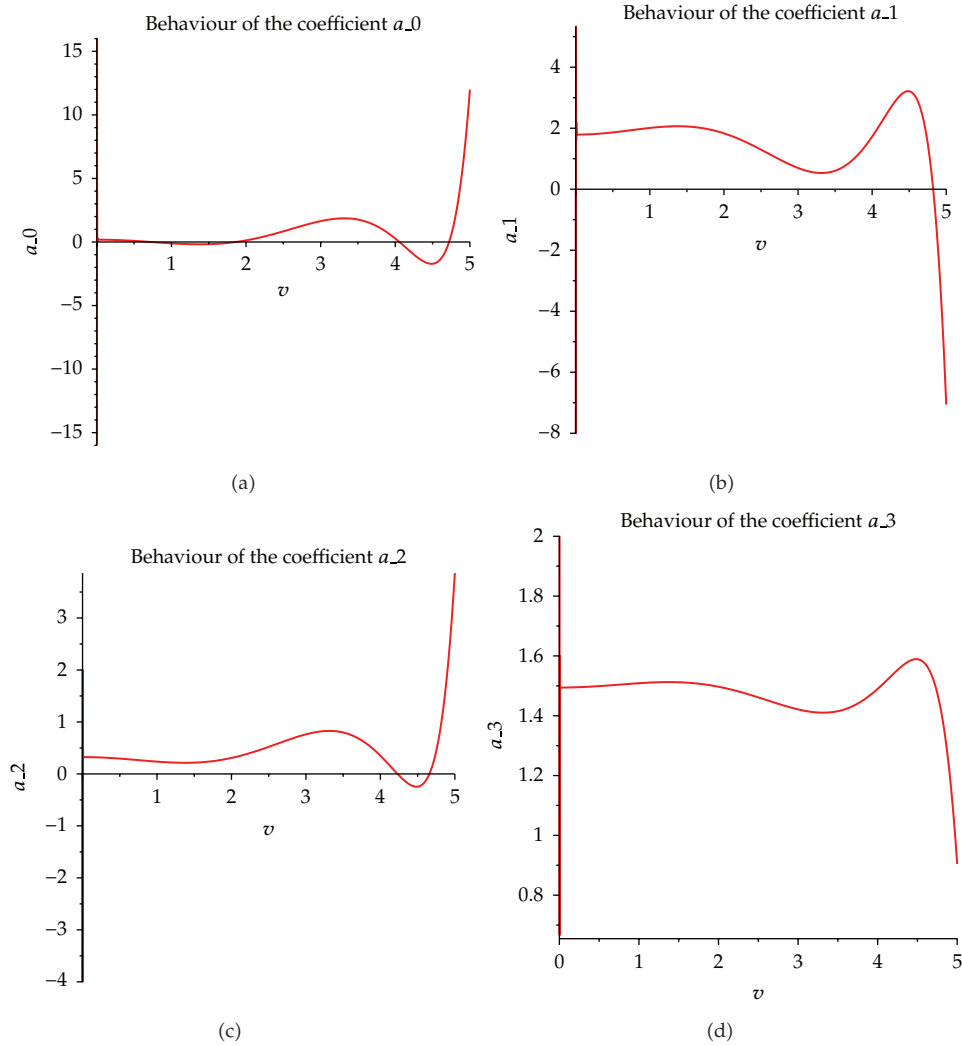 Behaviour of the coefficient a_0
15
10
5
0
−5
−10
−15
1 2 3 4 5
a_0
v
(a)
Behaviour of the coefficient a_1
4
2
0
−2
−4
−6
−8
1 2 3 4 5
a_1
v
(b)
Behaviour of the coefficient a_2
3
2
1
0
−1
−2
−3
−4
1 2 3 4 5
a_2
v
(c)
Behaviour of the coefficient a_3
2
1.8
1.6
1.4
1.2
1
0.8
0 1 2 3 4 5
a_3
v
(d)